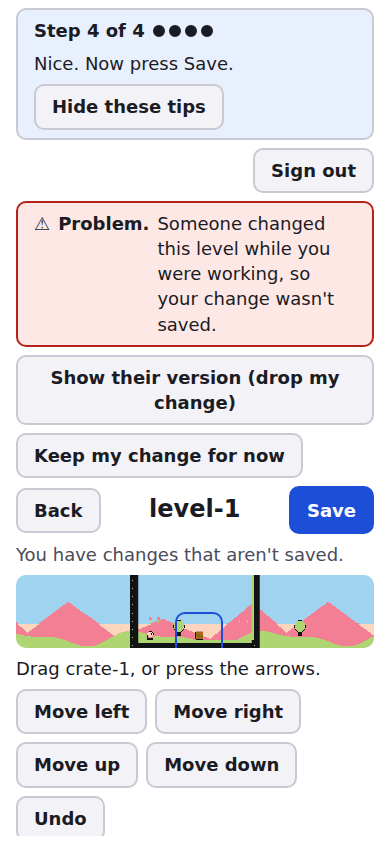 Step 4 of 4
Nice. Now press Save.
Hide these tips
Sign out
⚠ Problem. Someone changed
this level while you
were working, so
your change wasn't
saved.
Show their version (drop my
change)
Keep my change for now
Back
level-1
Save
You have changes that aren't saved.
Drag crate-1, or press the arrows.
Move left
Move right
Move up
Move down
Undo